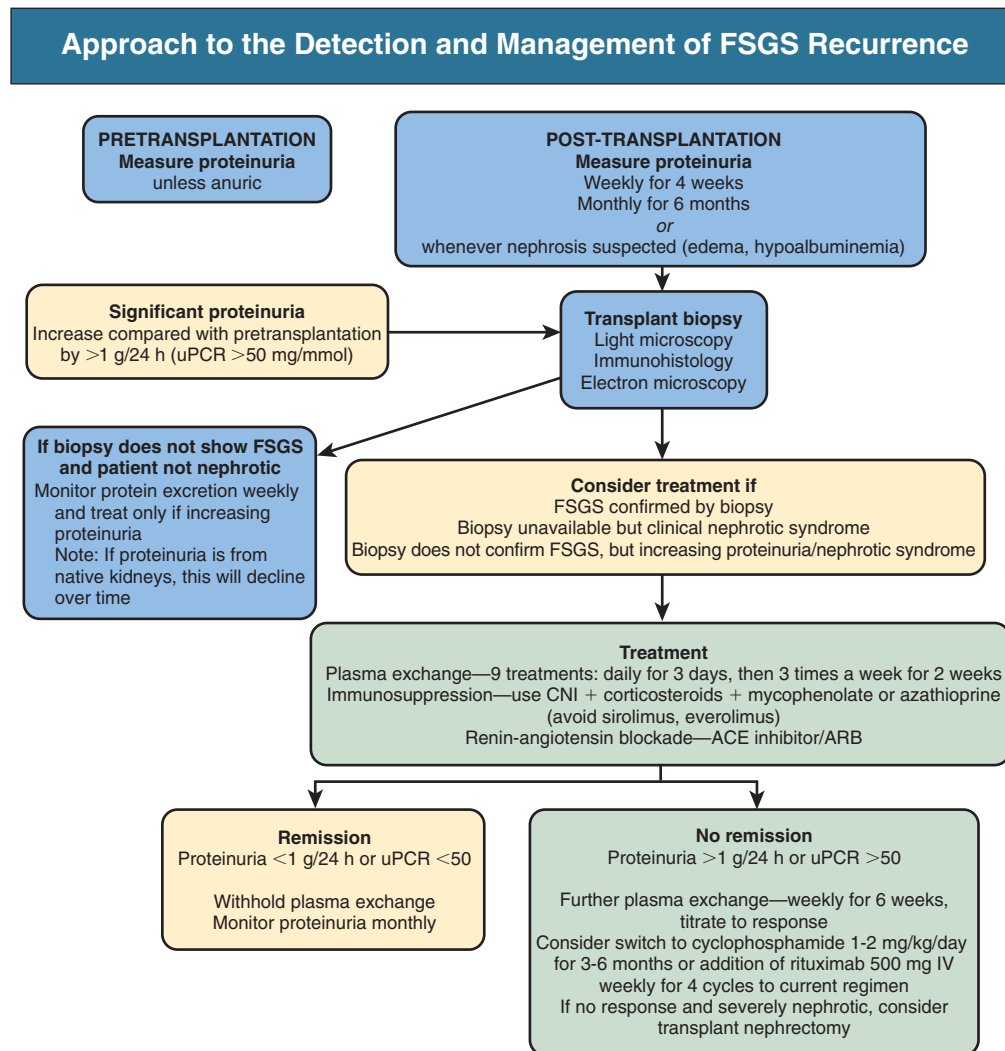 Approach to the Detection and Management of FSGS Recurrence
PRETRANSPLANTATION
Measure proteinuria
unless anuric
POST-TRANSPLANTATION
Measure proteinuria
Weekly for 4 weeks
Monthly for 6 months
or
whenever nephrosis suspected (edema, hypoalbuminemia)
Significant proteinuria
Increase compared with pretransplantation
by >1 g/24 h (uPCR >50 mg/mmol)
Transplant biopsy
Light microscopy
Immunohistology
Electron microscopy
If biopsy does not show FSGS
and patient not nephrotic
Monitor protein excretion weekly
and treat only if increasing
proteinuria
Note: If proteinuria is from
native kidneys, this will decline
over time
Consider treatment if
FSGS confirmed by biopsy
Biopsy unavailable but clinical nephrotic syndrome
Biopsy does not confirm FSGS, but increasing proteinuria/nephrotic syndrome
Treatment
Plasma exchange—9 treatments: daily for 3 days, then 3 times a week for 2 weeks
Immunosuppression—use CNI + corticosteroids + mycophenolate or azathioprine
(avoid sirolimus, everolimus)
Renin-angiotensin blockade—ACE inhibitor/ARB
Remission
Proteinuria <1 g/24 h or uPCR <50
Withhold plasma exchange
Monitor proteinuria monthly
No remission
Proteinuria >1 g/24 h or uPCR >50
Further plasma exchange—weekly for 6 weeks,
titrate to response
Consider switch to cyclophosphamide 1-2 mg/kg/day
for 3-6 months or addition of rituximab 500 mg IV
weekly for 4 cycles to current regimen
If no response and severely nephrotic, consider
transplant nephrectomy